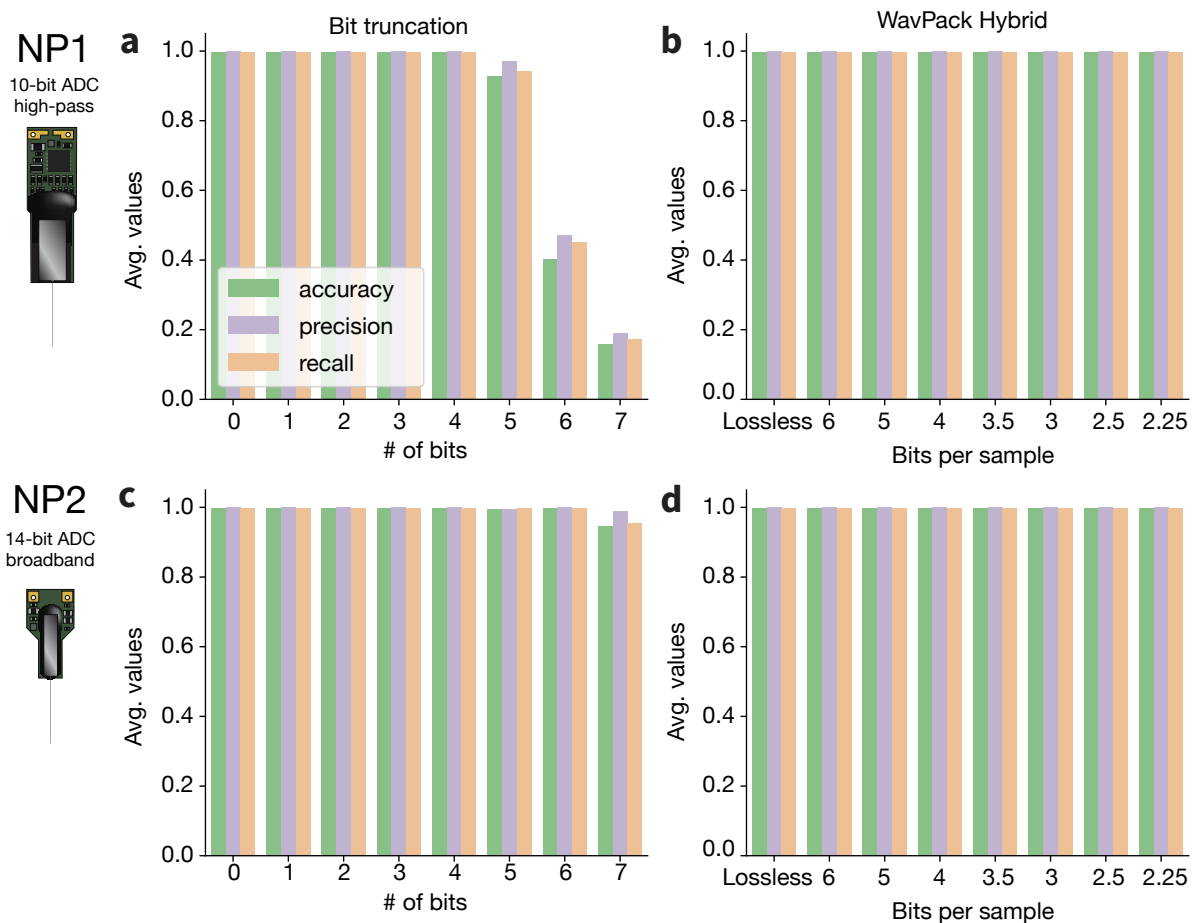 NP1
10-bit ADC
high-pass
a
Bit truncation
1.0
0.8
0.6
0.4
0.2
0.0
Avg. values
accuracy
precision
recall
0 1 2 3 4 5 6 7
# of bits
b
WavPack Hybrid
1.0
0.8
0.6
0.4
0.2
0.0
Avg. values
Lossless 6 5 4 3.5 3 2.5 2.25
Bits per sample
NP2
14-bit ADC
broadband
c
1.0
0.8
0.6
0.4
0.2
0.0
Avg. values
0 1 2 3 4 5 6 7
# of bits
d
1.0
0.8
0.6
0.4
0.2
0.0
Avg. values
Lossless 6 5 4 3.5 3 2.5 2.25
Bits per sample